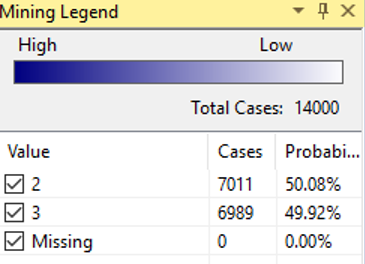 Mining Legend
High Low
Total Cases: 14000
Value Cases Probabi...
2 7011 50.08%
3 6989 49.92%
Missing 0 0.00%